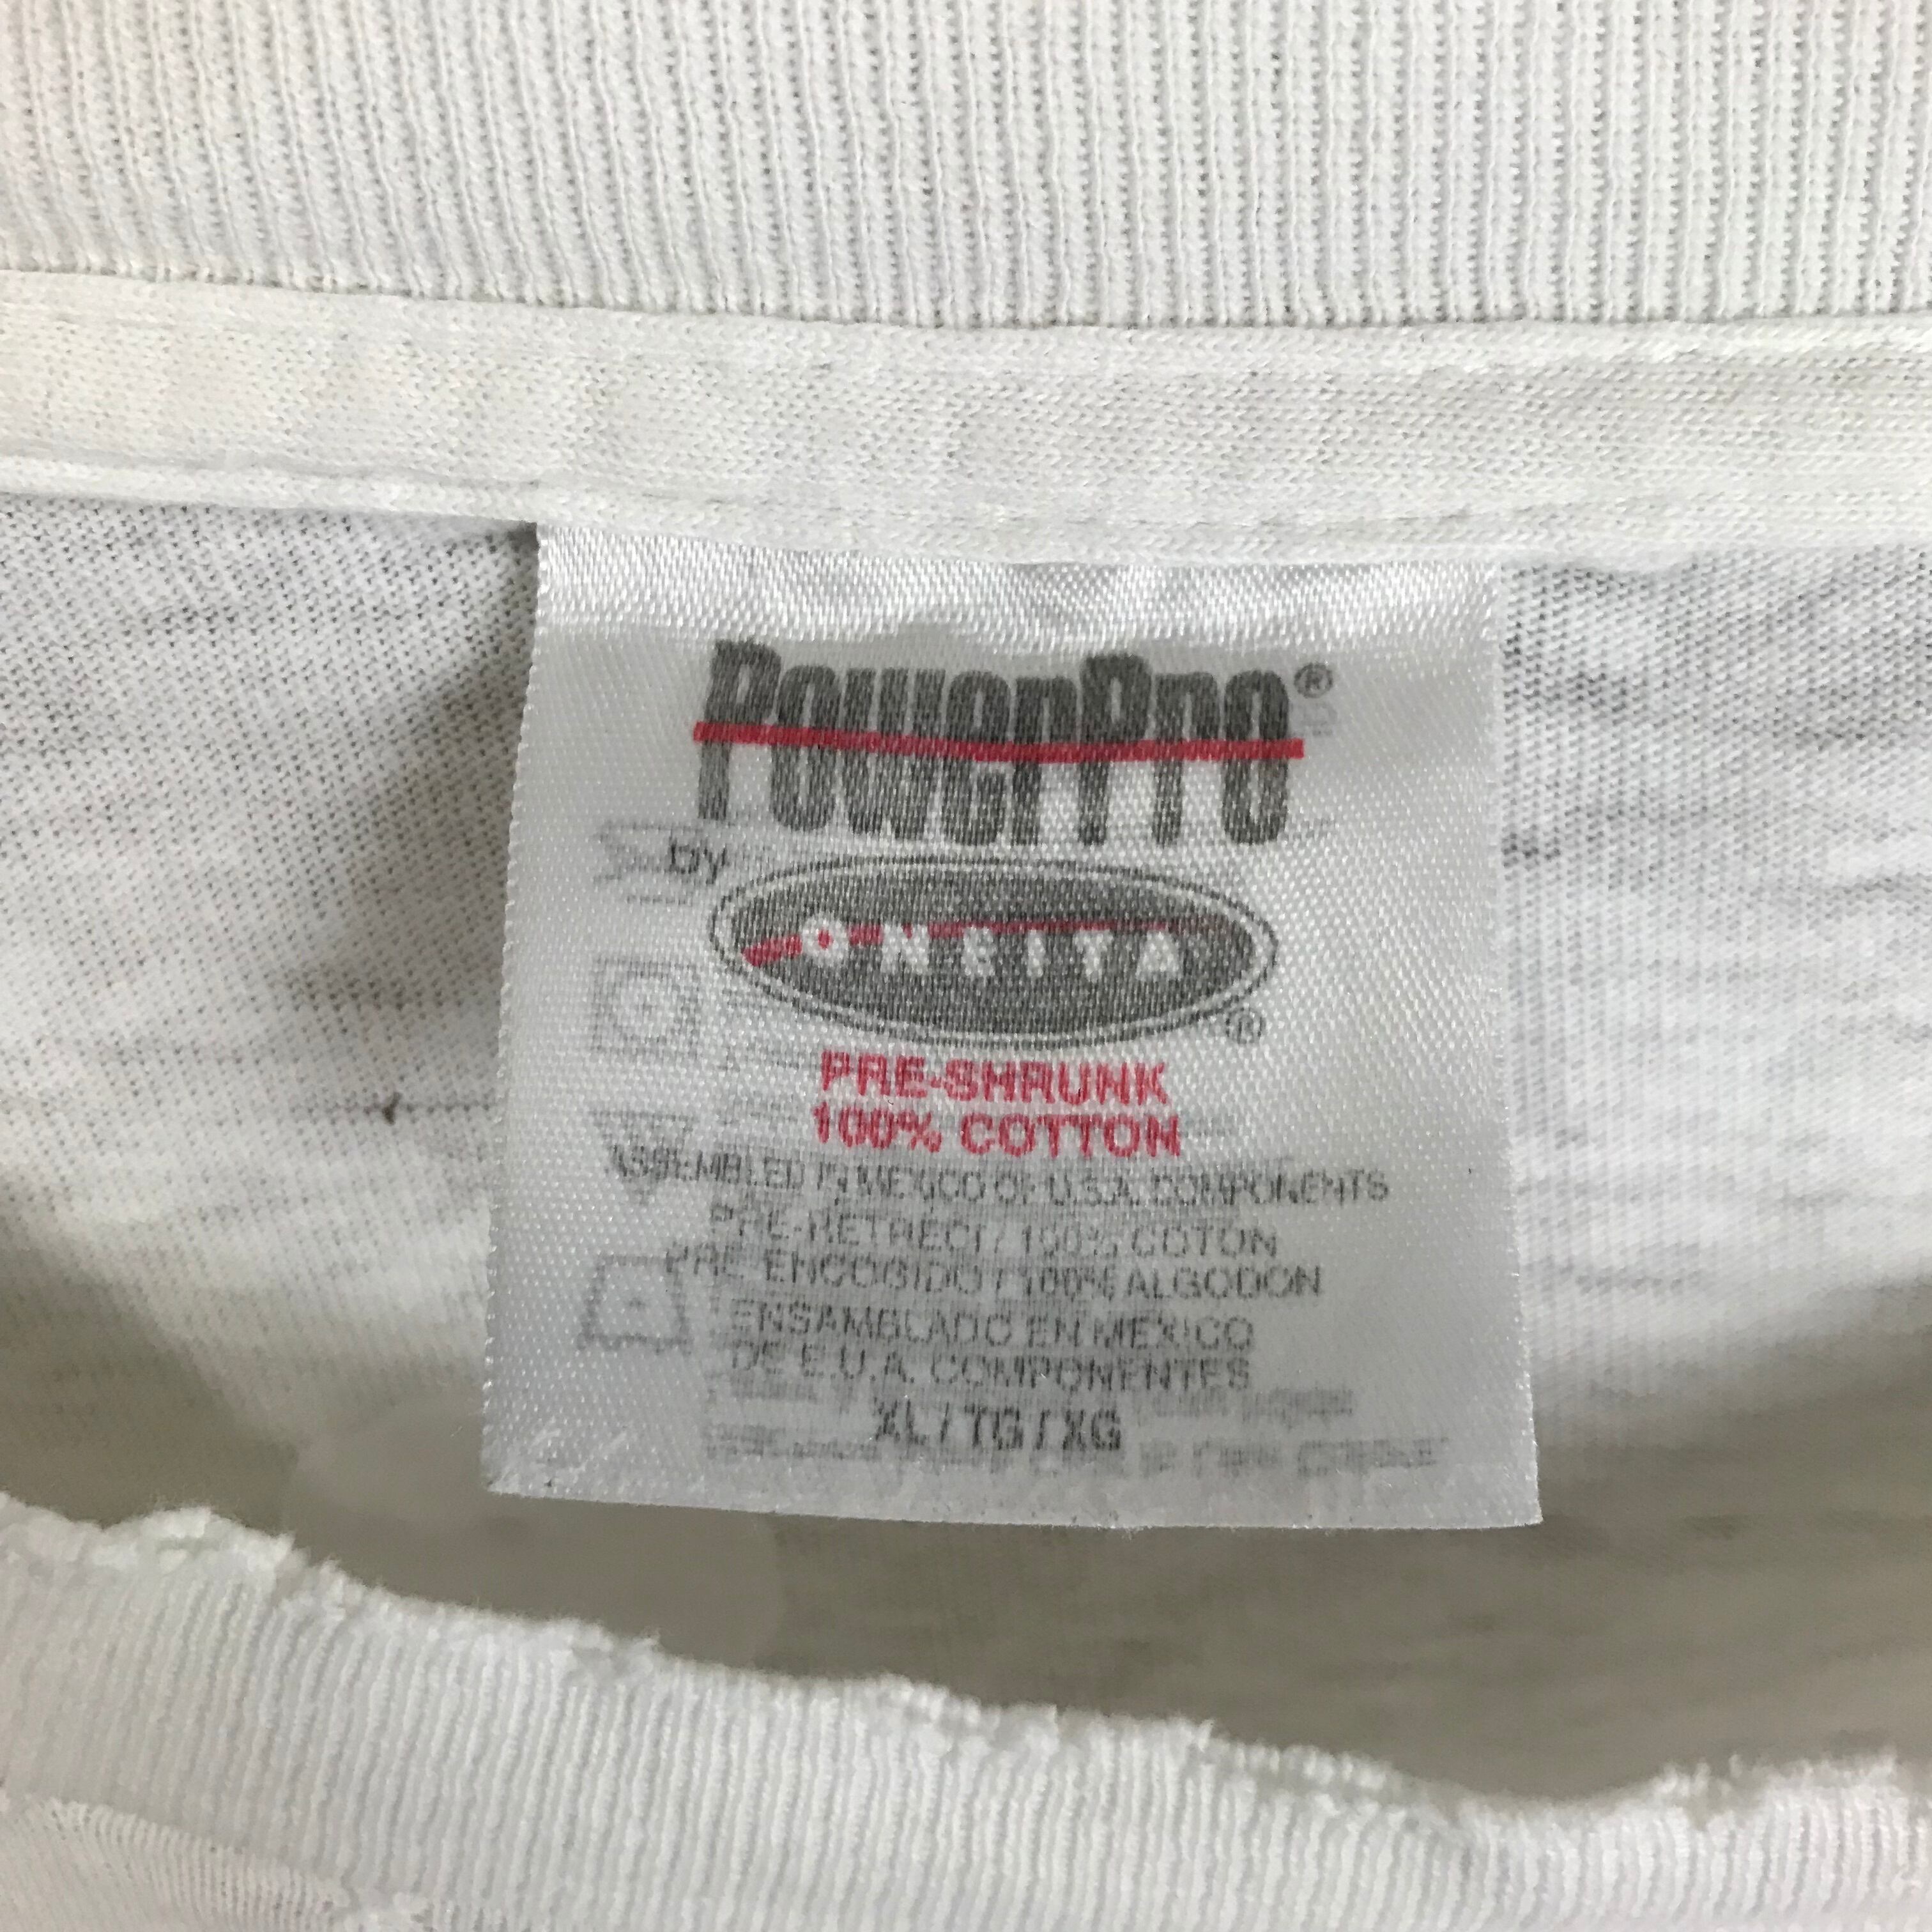 PowerPro®
by
ONEITA
®
PRE-SHRUNK
100% COTTON
ASSEMBLED IN MEXICO OF U.S.A. COMPONENTS
PRE-RETRECI / 100% COTON
PRE-ENCOGIDO / 100% ALGODON
ENSAMBLADO EN MEXICO
DE E.U.A. COMPONENTES
XL / TG / XG